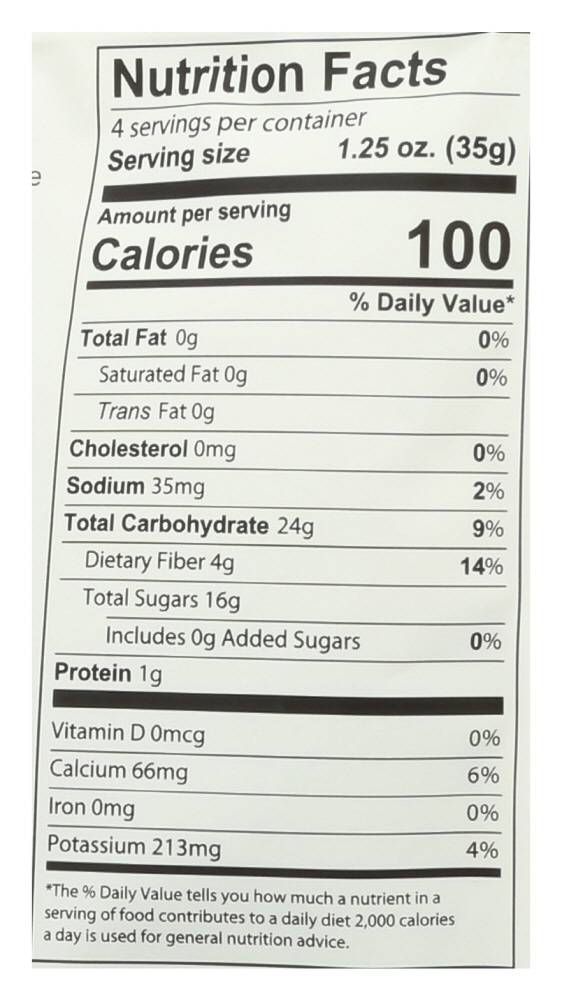 Nutrition Facts
4 servings per container
Serving size 1.25 oz. (35g)
e
Amount per serving
Calories 100
% Daily Value*
Total Fat 0g 0%
Saturated Fat 0g 0%
Trans Fat 0g
Cholesterol 0mg 0%
Sodium 35mg 2%
Total Carbohydrate 24g 9%
Dietary Fiber 4g 14%
Total Sugars 16g
Includes 0g Added Sugars 0%
Protein 1g
Vitamin D 0mcg 0%
Calcium 66mg 6%
Iron 0mg 0%
Potassium 213mg 4%
*The % Daily Value tells you how much a nutrient in a
serving of food contributes to a daily diet 2,000 calories
a day is used for general nutrition advice.